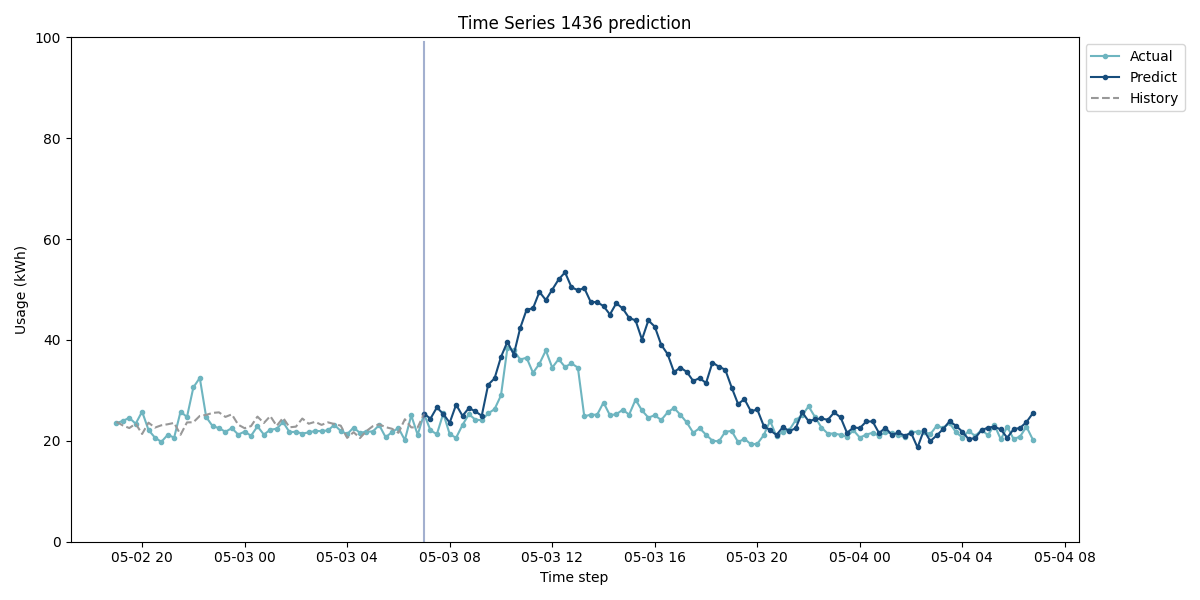 Time Series 1436 prediction
100
80
60
40
20
0
Usage (kWh)
05-02 20
05-03 00
05-03 04
05-03 08
05-03 12
05-03 16
05-03 20
05-04 00
05-04 04
05-04 08
Time step
Actual
Predict
History